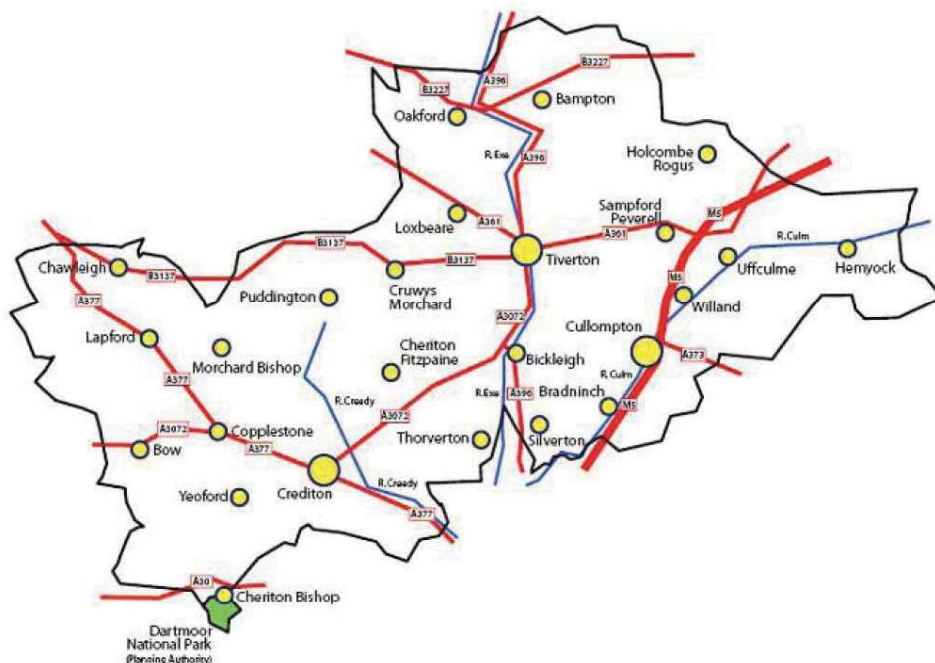 B3227
A396
B3227
Oakford
Bampton
R.Exe
A396
Holcombe
Rogus
Loxbeare
A361
Sampford
Peverell
A361
M5
R.Culm
Chawleigh
B3137
B3137
B3137
Cruwys
Morchard
Tiverton
Uffculme
Hemyock
A377
Puddington
M5
Willand
A3072
Cullompton
Lapford
Morchard Bishop
Cheriton
Fitzpaine
Bickleigh
A373
A377
R.Creedy
R.Exe
A396
Bradninch
R.Culm
M5
A3072
A3072
Copplestone
Bow
A377
Thorverton
Silverton
Yeoford
Crediton
R.Creedy
A377
A30
Cheriton Bishop
Dartmoor
National Park
(Planning Authority)